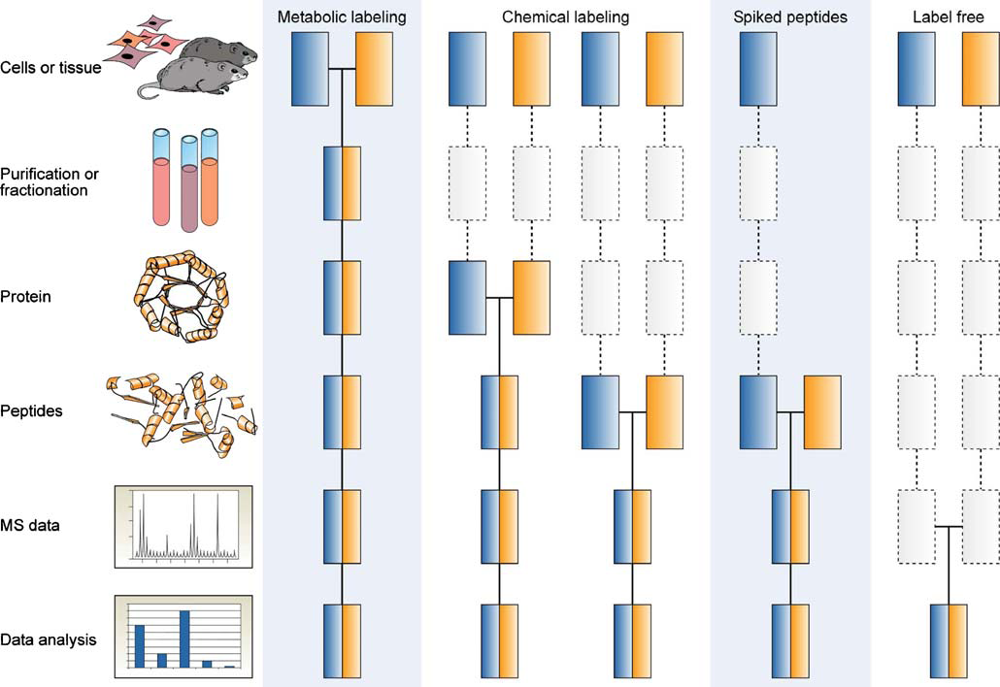 Metabolic labeling
Chemical labeling
Spiked peptides
Label free
Cells or tissue
Purification or
fractionation
Protein
Peptides
MS data
Data analysis